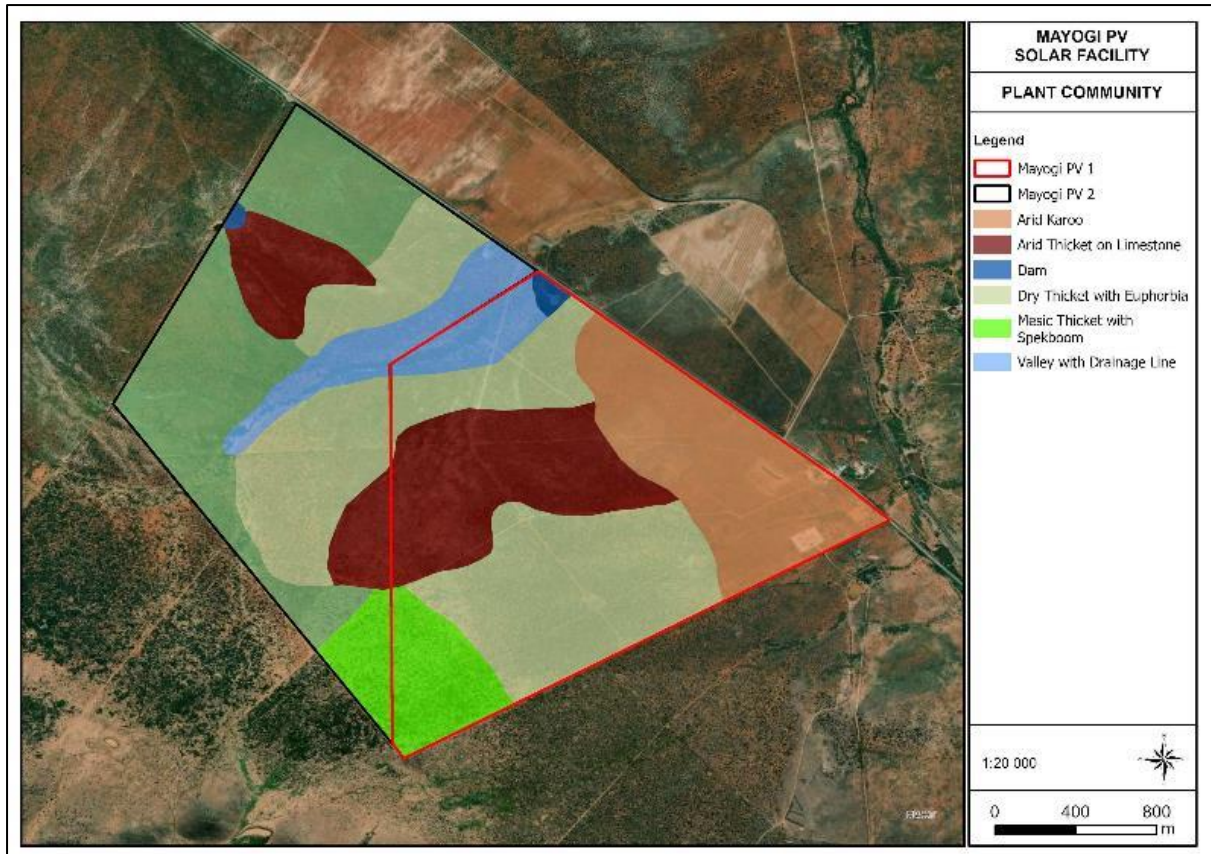 MAYOGI PV
SOLAR FACILITY
PLANT COMMUNITY
Legend
Mayogi PV 1
Mayogi PV 2
Arid Karoo
Arid Thicket on Limestone
Dam
Dry Thicket with Euphorbia
Mesic Thicket with
Spekboom
Valley with Drainage Line
1:20 000
0 400 800
m